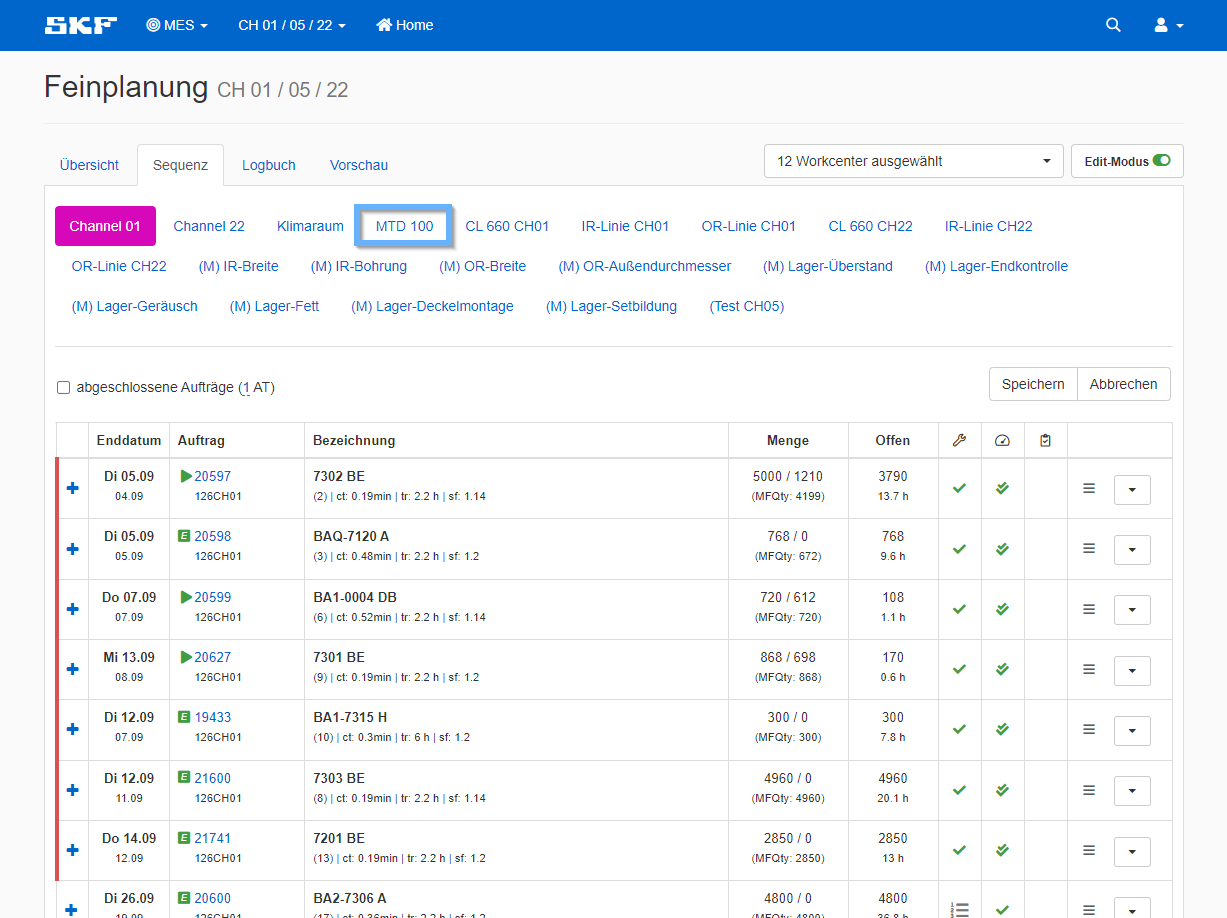 SKF MES CH 01 / 05 / 22 Home
Feinplanung CH 01 / 05 / 22
Übersicht Sequenz Logbuch Vorschau 12 Workcenter ausgewählt Edit-Modus
Channel 01 Channel 22 Klimaraum MTD 100 CL 660 CH01 IR-Linie CH01 OR-Linie CH01 CL 660 CH22 IR-Linie CH22
OR-Linie CH22 (M) IR-Breite (M) IR-Bohrung (M) OR-Breite (M) OR-Außendurchmesser (M) Lager-Überstand (M) Lager-Endkontrolle
(M) Lager-Geräusch (M) Lager-Fett (M) Lager-Deckelmontage (M) Lager-Setbildung (Test CH05)
abgeschlossene Aufträge (1 AT) Speichern Abbrechen
Enddatum Auftrag Bezeichnung Menge Offen
Di 05.09 20597 7302 BE 5000 / 1210 3790
04.09 126CH01 (2) | ct: 0.19min | tr: 2.2 h | sf: 1.14 (MFQty: 4199) 13.7 h
Di 05.09 E 20598 BAQ-7120 A 768 / 0 768
05.09 126CH01 (3) | ct: 0.48min | tr: 2.2 h | sf: 1.2 (MFQty: 672) 9.6 h
Do 07.09 20599 BA1-0004 DB 720 / 612 108
07.09 126CH01 (6) | ct: 0.52min | tr: 2.2 h | sf: 1.14 (MFQty: 720) 1.1 h
Mi 13.09 20627 7301 BE 868 / 698 170
08.09 126CH01 (9) | ct: 0.19min | tr: 2.2 h | sf: 1.2 (MFQty: 868) 0.6 h
Di 12.09 E 19433 BA1-7315 H 300 / 0 300
07.09 126CH01 (10) | ct: 0.3min | tr: 6 h | sf: 1.2 (MFQty: 300) 7.8 h
Di 12.09 E 21600 7303 BE 4960 / 0 4960
11.09 126CH01 (8) | ct: 0.19min | tr: 2.2 h | sf: 1.14 (MFQty: 4960) 20.1 h
Do 14.09 E 21741 7201 BE 2850 / 0 2850
12.09 126CH01 (13) | ct: 0.19min | tr: 2.2 h | sf: 1.2 (MFQty: 2850) 13 h
Di 26.09 E 20600 BA2-7306 A 4800 / 0 4800
19.09 126CH01 (17) | ct: 0.36min | tr: 2.2 h | sf: 1.2 (MFQty: 4800) 36.8 h